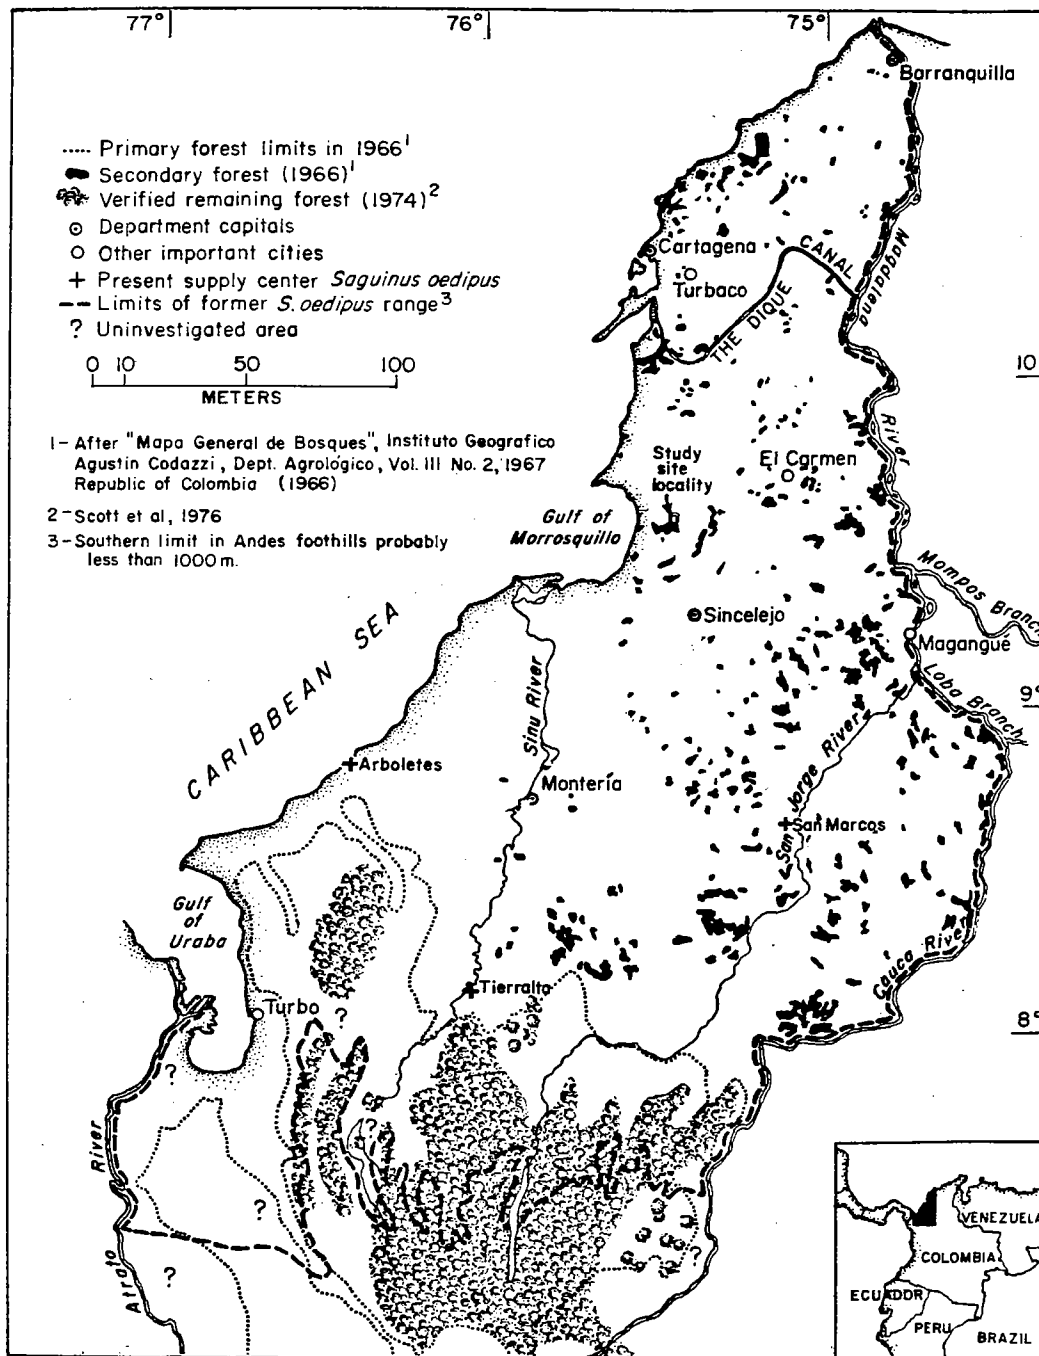 77°
76°
75°
Barranquilla
Primary forest limits in 1966¹
Secondary forest (1966)¹
Verified remaining forest (1974)²
Department capitals
Other important cities
Present supply center Saguinus oedipus
Limits of former S. oedipus range³
? Uninvestigated area
0 10 50 100
METERS
1- After "Mapa General de Bosques", Instituto Geografico
Agustin Codazzi, Dept. Agrológico, Vol. III No. 2, 1967
Republic of Colombia (1966)
2- Scott et al, 1976
3- Southern limit in Andes foothills probably
less than 1000 m.
Cartagena
Turbaco
THE DIQUE CANAL
Magdalena
River
10
El Carmen
Study
site
locality
Gulf of
Morrosquillo
Mompos Branch
Sincelejo
Magangué
Loba Branch
9°
CARIBBEAN SEA
Sinu River
San Jorge River
Arboletes
Montería
San Marcos
Gulf
of
Uraba
Cauca River
Tierralta
Turbo
8°
?
?
?
?
?
?
Atrato River
VENEZUELA
COLOMBIA
ECUADOR
PERU
BRAZIL